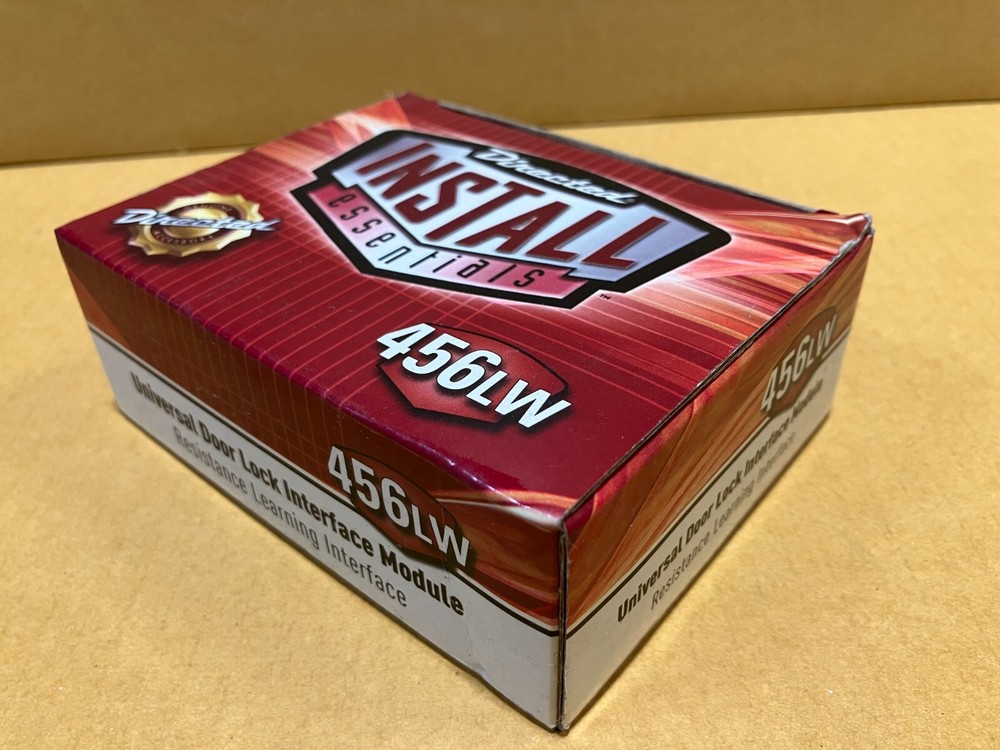 Directed
INSTALL
essentials
™
Directed
456LW
456LW
Universal Door Lock Interface Module
Resistance Learning Interface
456LW
Universal Door Lock Interface Module
Resistance Learning Interface